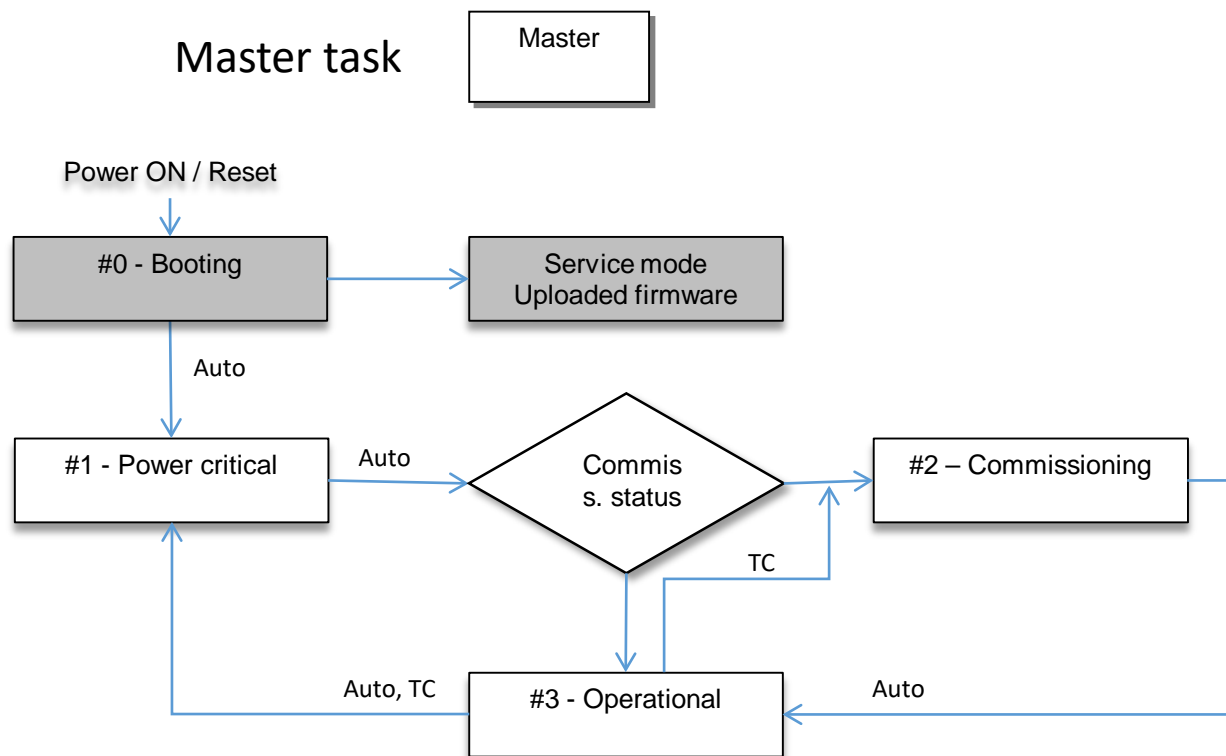 Master task
Master
Power ON / Reset
#0 - Booting
Service mode
Uploaded firmware
Auto
#1 - Power critical
Auto
Commis
s. status
#2 – Commissioning
TC
Auto, TC
#3 - Operational
Auto